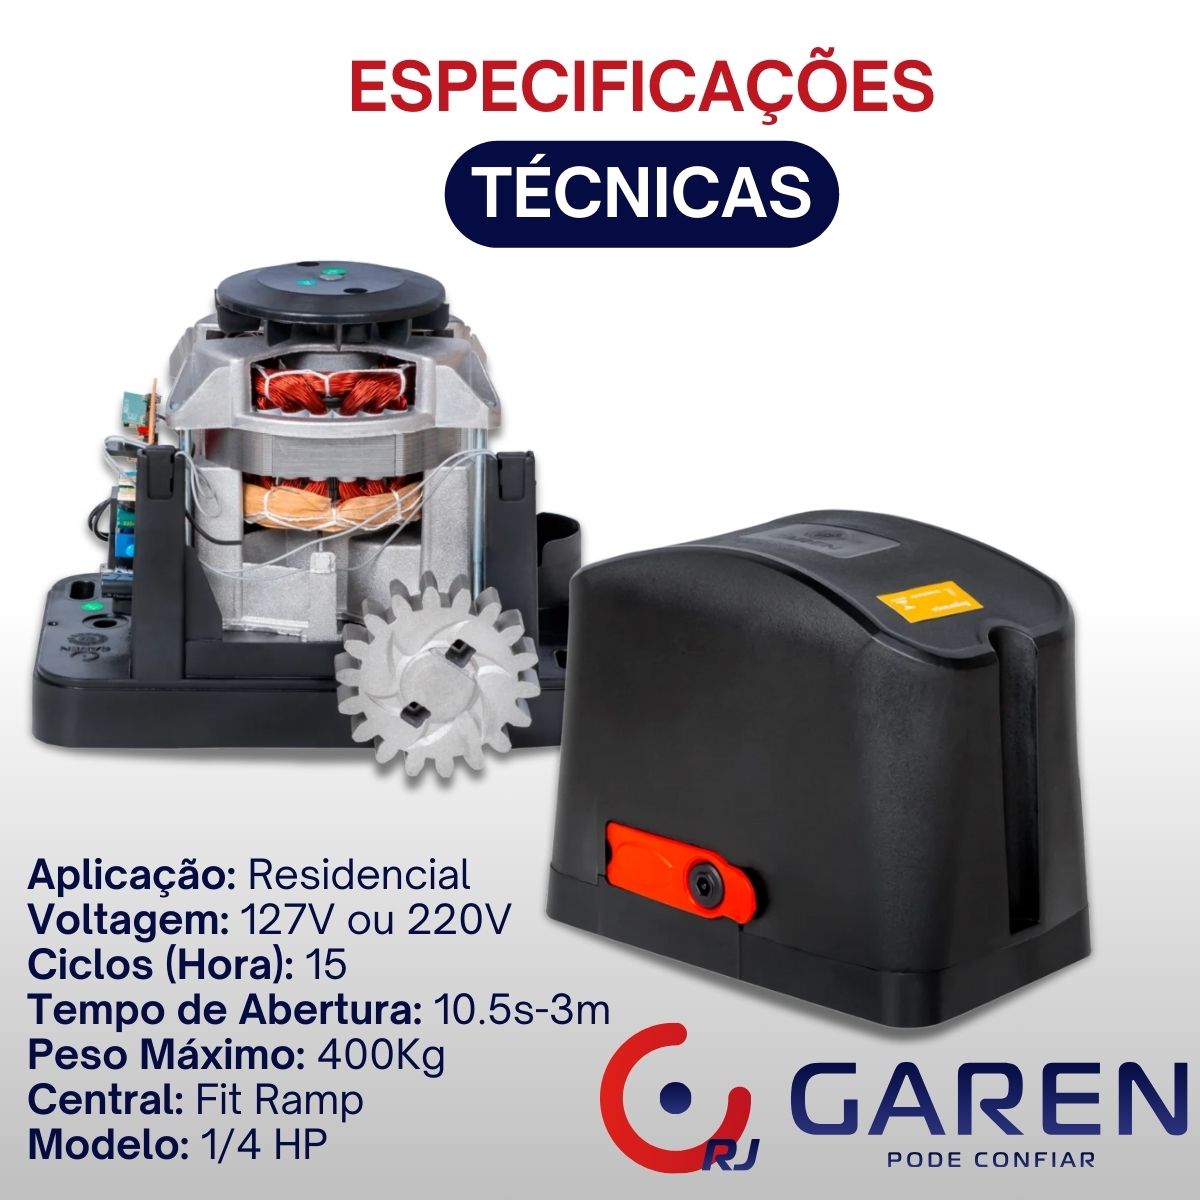 ESPECIFICAÇÕES
TÉCNICAS
GAREN
Aplicação: Residencial
Voltagem: 127V ou 220V
Ciclos (Hora): 15
Tempo de Abertura: 10.5s-3m
Peso Máximo: 400Kg
Central: Fit Ramp
Modelo: 1/4 HP
RJ
GAREN
PODE CONFIAR